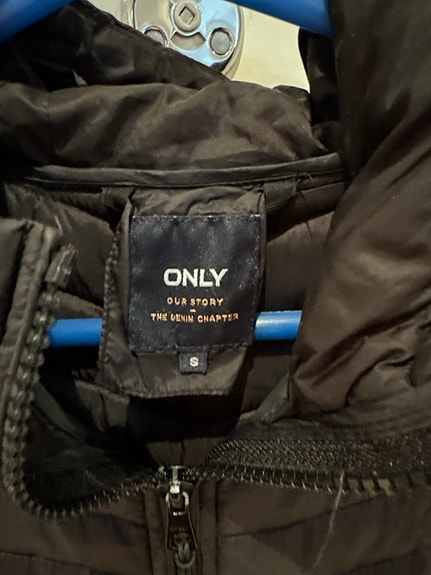 ONLY
OUR STORY
THE DENIM CHAPTER
S